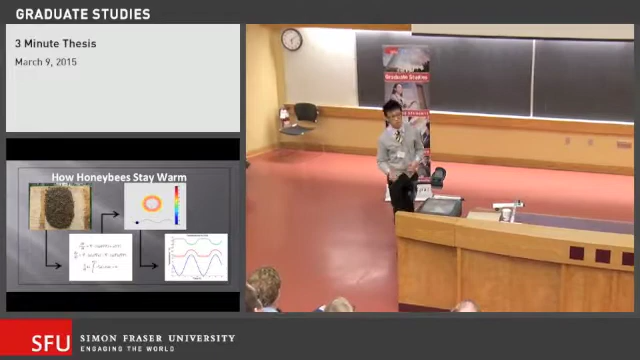 GRADUATE STUDIES
3 Minute Thesis
March 9, 2015
How Honeybees Stay Warm
Graduate Studies
SFU
SIMON FRASER UNIVERSITY
ENGAGING THE WORLD